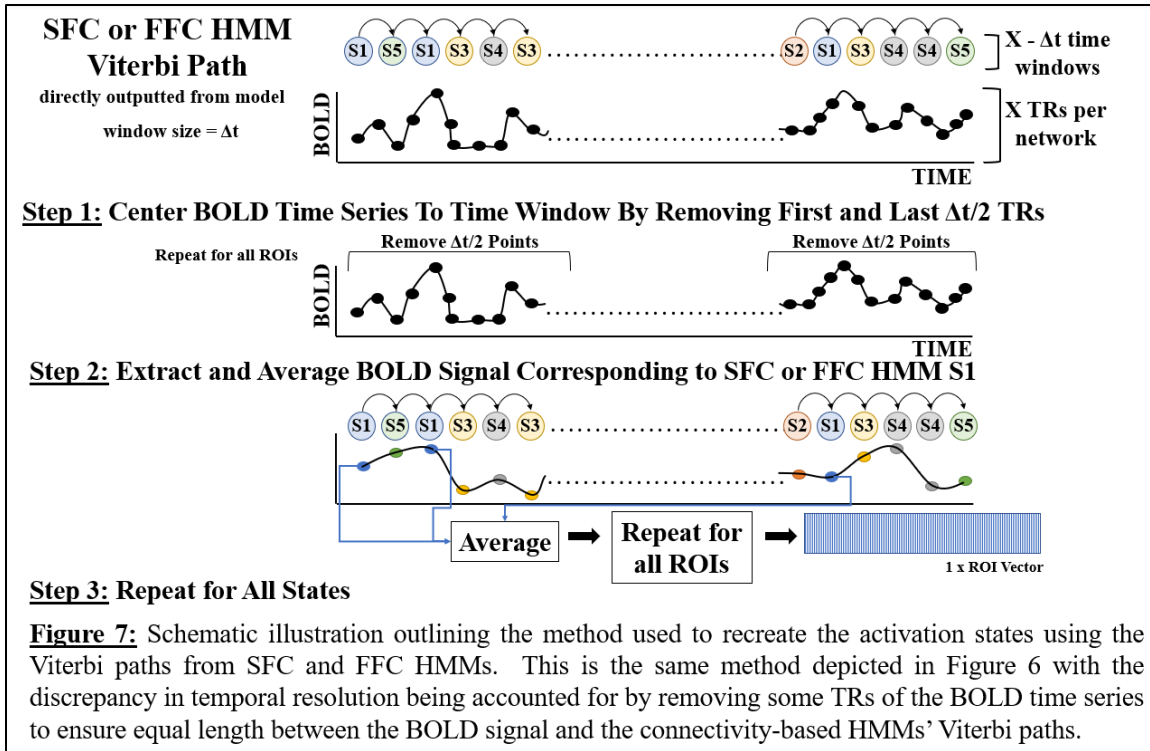 SFC or FFC HMM
Viterbi Path
directly outputted from model
window size = Δt
S1 S5 S1 S3 S4 S3 S2 S1 S3 S4 S4 S5
X - Δt time
windows
BOLD
X TRs per
network
TIME
Step 1: Center BOLD Time Series To Time Window By Removing First and Last Δt/2 TRs
Repeat for all ROIs
Remove Δt/2 Points
Remove Δt/2 Points
BOLD
TIME
Step 2: Extract and Average BOLD Signal Corresponding to SFC or FFC HMM S1
S1 S5 S1 S3 S4 S3 S2 S1 S3 S4 S4 S5
Average
Repeat for
all ROIs
1 x ROI Vector
Step 3: Repeat for All States
Figure 7: Schematic illustration outlining the method used to recreate the activation states using the
Viterbi paths from SFC and FFC HMMs. This is the same method depicted in Figure 6 with the
discrepancy in temporal resolution being accounted for by removing some TRs of the BOLD time series
to ensure equal length between the BOLD signal and the connectivity-based HMMs' Viterbi paths.